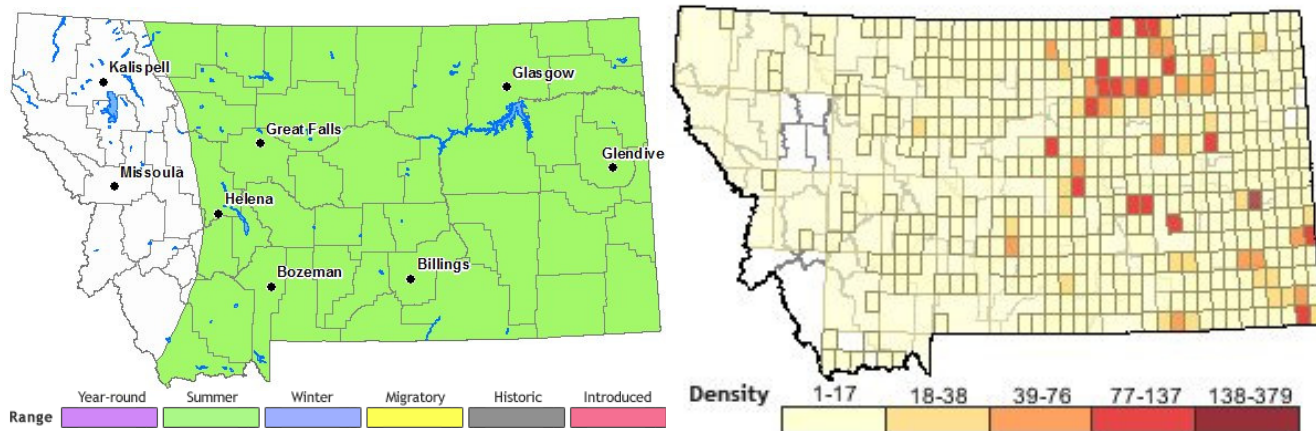 Kalispell
Glasgow
Great Falls
Missoula
Glendive
Helena
Bozeman
Billings
Range Year-round Summer Winter Migratory Historic Introduced
Density 1-17 18-38 39-76 77-137 138-379